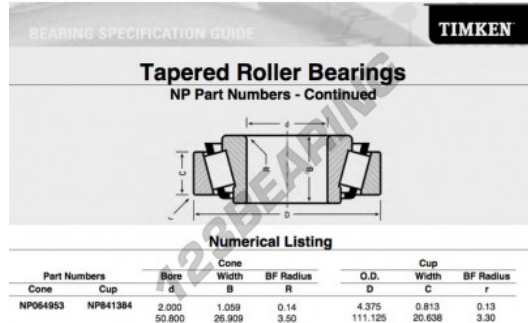 BEARING SPECIFICATION GUIDE
TIMKEN
Tapered Roller Bearings
NP Part Numbers - Continued
d
C
R
B
r
D
123BEARING
Numerical Listing
Cone Cup
Part Numbers Bore Width BF Radius O.D. Width BF Radius
Cone Cup d B R D C r
NP064953 NP841384 2.000 1.059 0.14 4.375 0.813 0.13
50.800 26.909 3.50 111.125 20.638 3.30